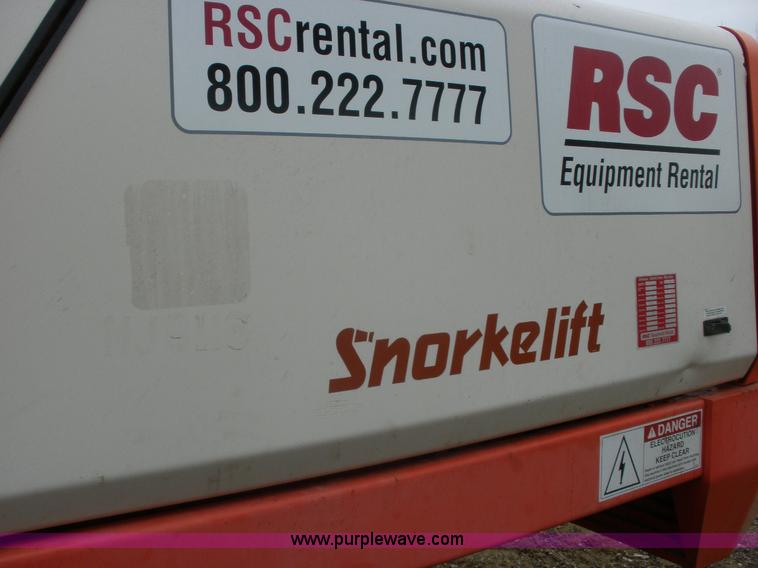 RSCrental.com
800.222.7777
RSC®
Equipment Rental
Snorkelift
DANGER
ELECTROCUTION
HAZARD
KEEP CLEAR
www.purplewave.com